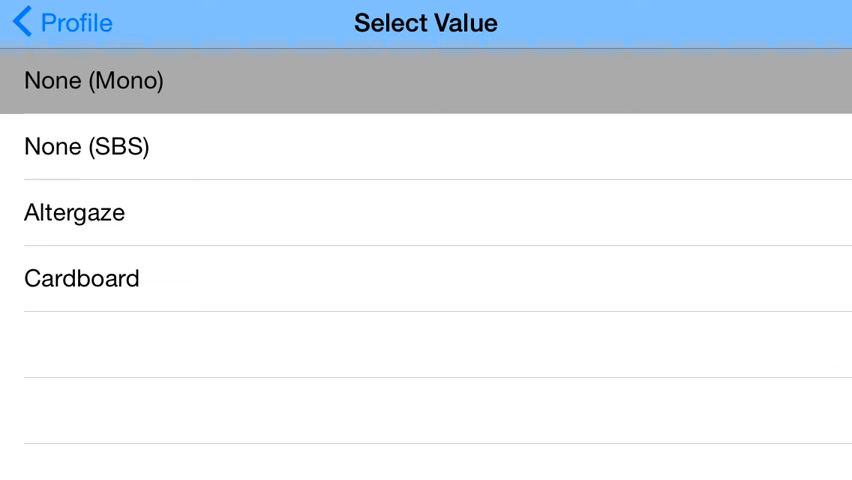 Profile
Select Value
None (Mono)
None (SBS)
Altergaze
Cardboard